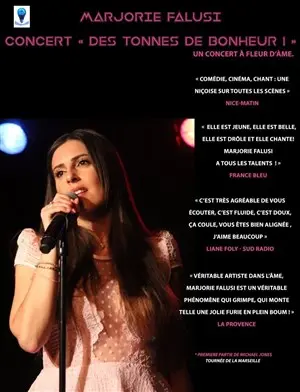 MARJORIE FALUSI
CONCERT « DES TONNES DE BONHEUR ! »
UN CONCERT À FLEUR D'ÂME.
« COMÉDIE, CINÉMA, CHANT : UNE
NIÇOISE SUR TOUTES LES SCÈNES »
NICE-MATIN
« ELLE EST JEUNE, ELLE EST BELLE,
ELLE EST DRÔLE ET ELLE CHANTE!
MARJORIE FALUSI
A TOUS LES TALENTS ! »
FRANCE BLEU
« C'EST TRÈS AGRÉABLE DE VOUS
ÉCOUTER, C'EST FLUIDE, C'EST DOUX,
ÇA COULE, VOUS ÊTES BIEN ALIGNÉE ,
J'AIME BEAUCOUP »
LIANE FOLY - SUD RADIO
« VÉRITABLE ARTISTE DANS L'ÂME,
MARJORIE FALUSI EST UN VÉRITABLE
PHÉNOMÈNE QUI GRIMPE, QUI MONTE
TELLE UNE JOLIE FURIE EN PLEIN BOUM ! »
LA PROVENCE
* PREMIÈRE PARTIE DE MICHAEL JONES
TOURNÉE DE LA MARSEILLE